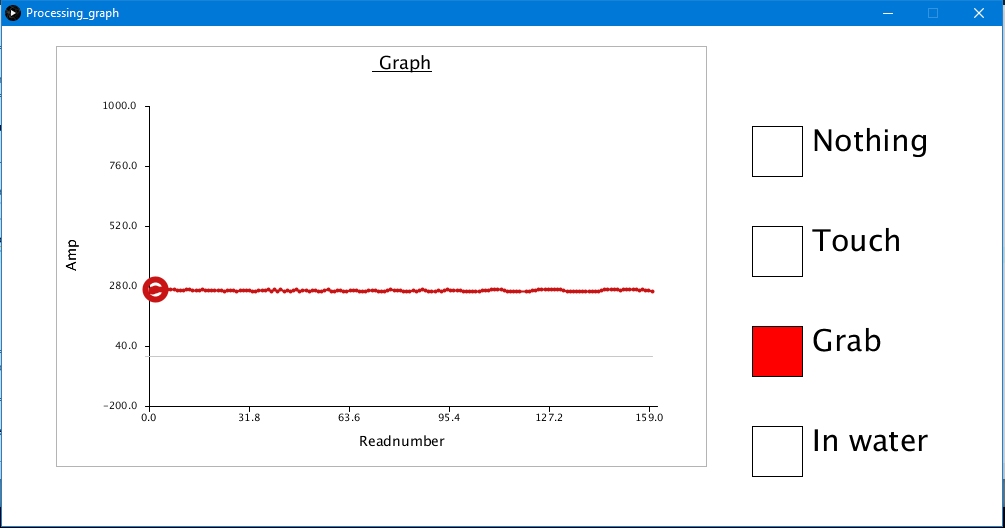 Processing_graph
Graph
1000.0
760.0
520.0
280.0
40.0
-200.0
Amp
0.0 31.8 63.6 95.4 127.2 159.0
Readnumber
Nothing
Touch
Grab
In water